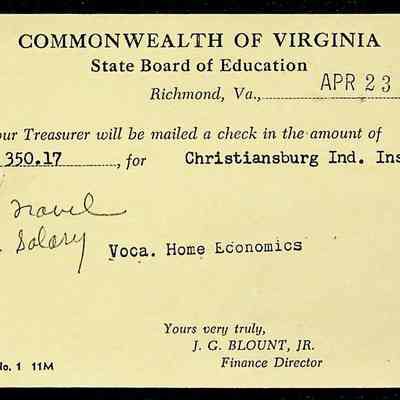 COMMONWEALTH OF VIRGINIA
State Board of Education
Richmond, Va., APR 23
our Treasurer will be mailed a check in the amount of
350.17, for Christiansburg Ind. Ins
Travel
Salary
Voca. Home Economics
Yours very truly,
J. G. BLOUNT, JR.
Finance Director
No. 1 11M